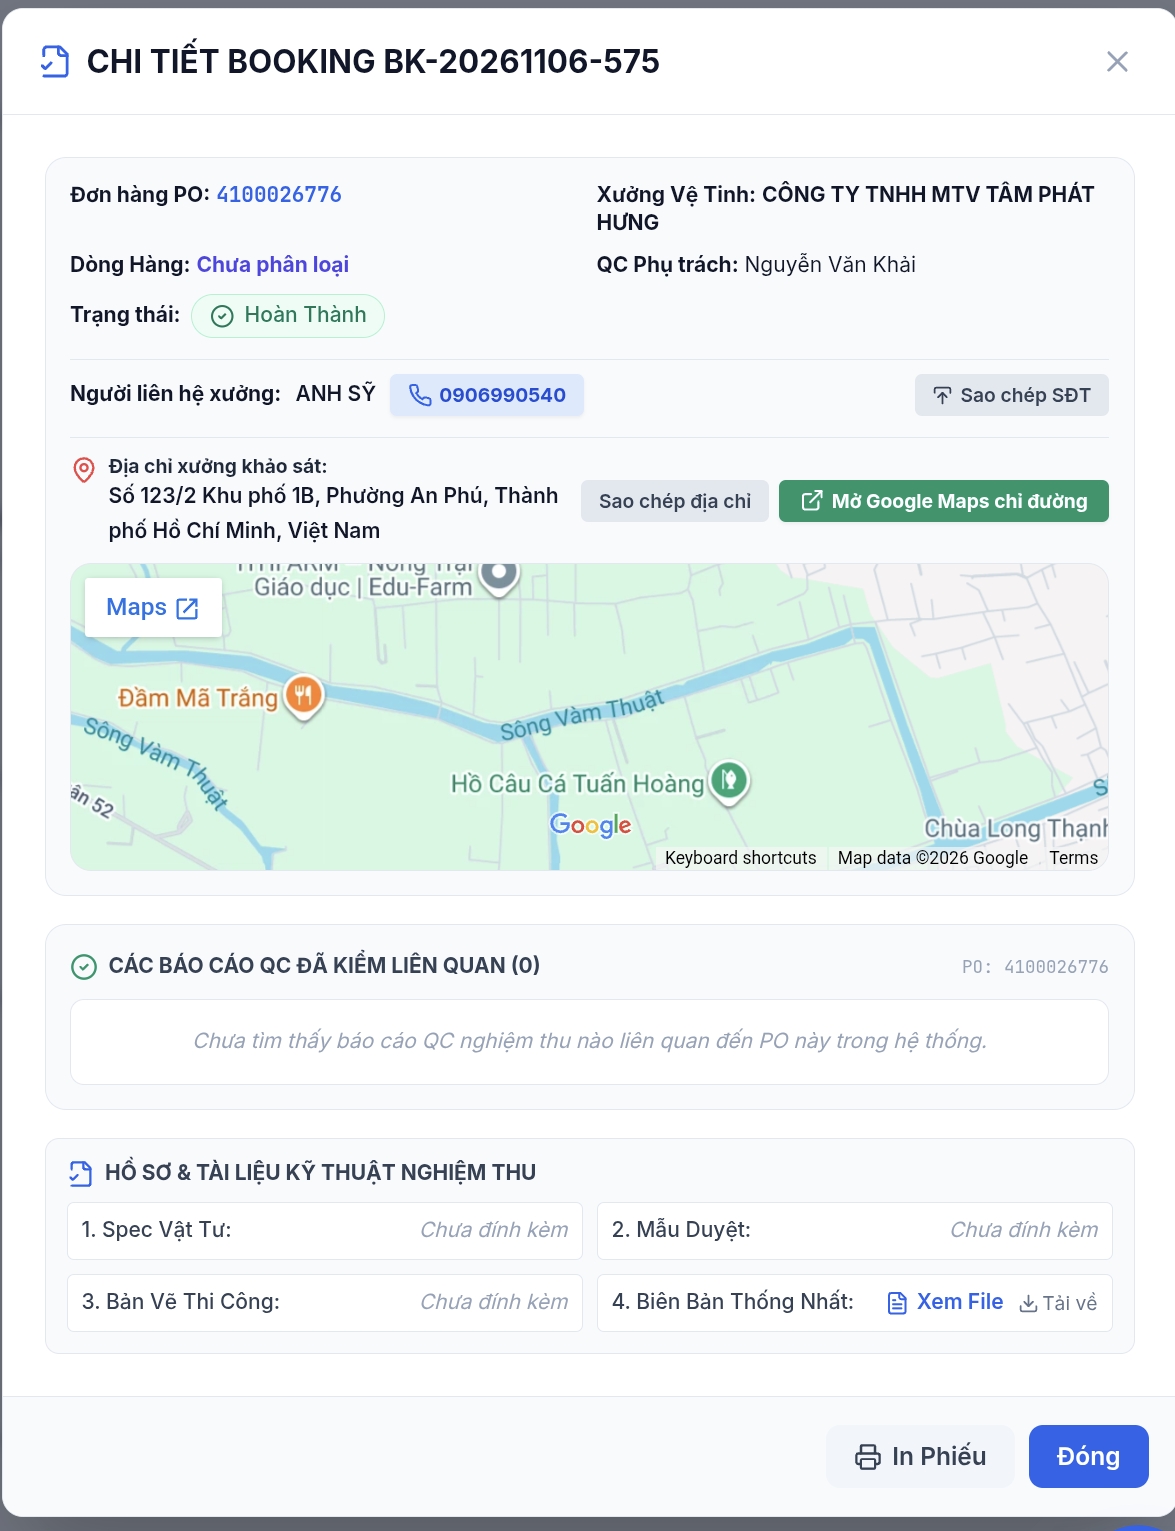 CHI TIẾT BOOKING BK-20261106-575
Đơn hàng PO: 4100026776
Xưởng Vệ Tinh: CÔNG TY TNHH MTV TÂM PHÁT
HƯNG
Dòng Hàng: Chưa phân loại
QC Phụ trách: Nguyễn Văn Khải
Trạng thái: Hoàn Thành
Người liên hệ xưởng: ANH SỸ 0906990540
Sao chép SĐT
Địa chỉ xưởng khảo sát:
Số 123/2 Khu phố 1B, Phường An Phú, Thành
phố Hồ Chí Minh, Việt Nam
Sao chép địa chỉ
Mở Google Maps chỉ đường
Maps
Giáo dục | Edu-Farm
Đầm Mã Trắng
Sông Vàm Thuật
Sông Vàm Thuật
Hồ Câu Cá Tuấn Hoàng
52
Google
Chùa Long Thạnh
Keyboard shortcuts
Map data ©2026 Google
Terms
CÁC BÁO CÁO QC ĐÃ KIỂM LIÊN QUAN (0)
PO: 4100026776
Chưa tìm thấy báo cáo QC nghiệm thu nào liên quan đến PO này trong hệ thống.
HỒ SƠ & TÀI LIỆU KỸ THUẬT NGHIỆM THU
1. Spec Vật Tư: Chưa đính kèm
2. Mẫu Duyệt: Chưa đính kèm
3. Bản Vẽ Thi Công: Chưa đính kèm
4. Biên Bản Thống Nhất: Xem File Tải về
In Phiếu
Đóng